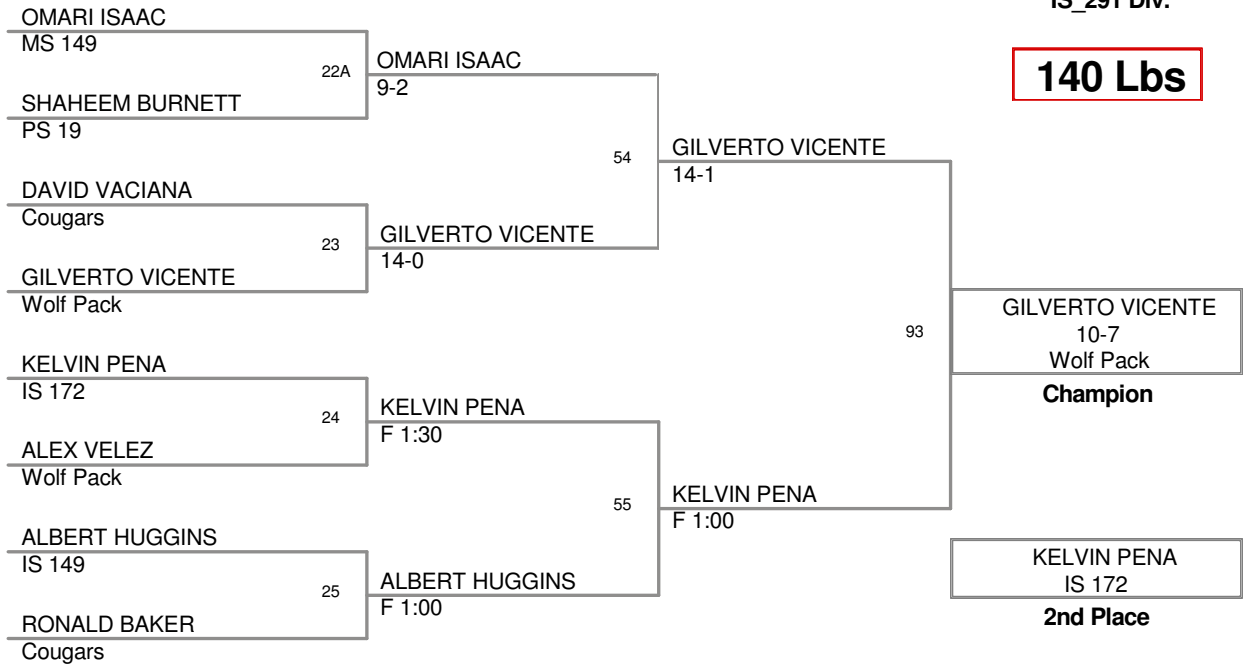 IS_291 Div.
140 Lbs
OMARI ISAAC
MS 149
22A
SHAHEEM BURNETT
PS 19
OMARI ISAAC
9-2
DAVID VACIANA
Cougars
23
GILVERTO VICENTE
Wolf Pack
GILVERTO VICENTE
14-0
54
GILVERTO VICENTE
14-1
KELVIN PENA
IS 172
24
ALEX VELEZ
Wolf Pack
KELVIN PENA
F 1:30
ALBERT HUGGINS
IS 149
25
RONALD BAKER
Cougars
ALBERT HUGGINS
F 1:00
55
KELVIN PENA
F 1:00
93
GILVERTO VICENTE
10-7
Wolf Pack
Champion
KELVIN PENA
IS 172
2nd Place